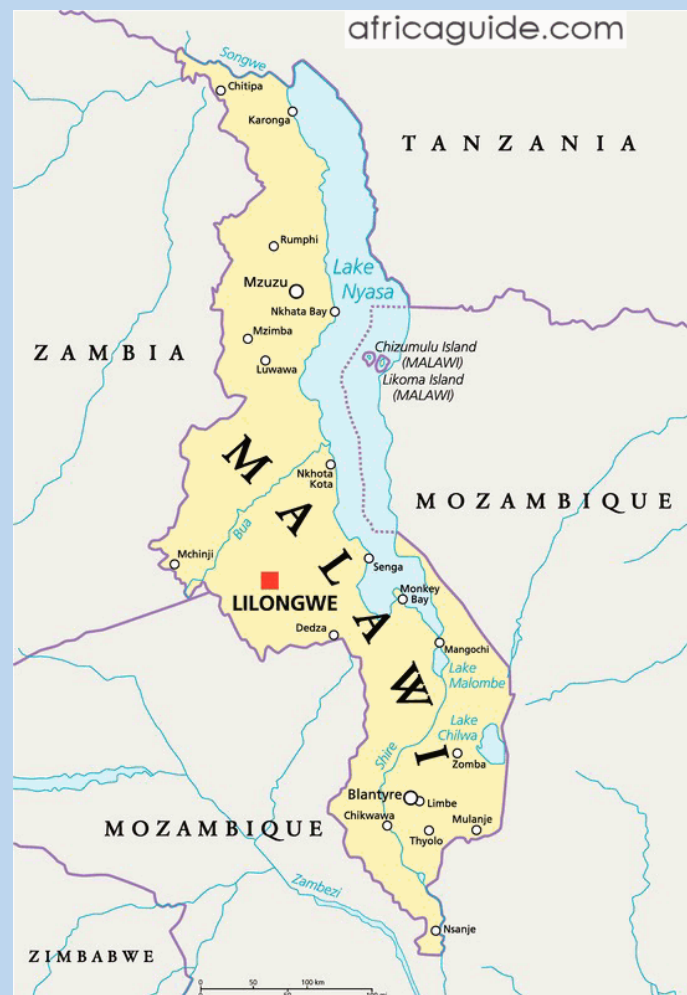 africaguide.com
Songwe
Chitipa
Karonga
TANZANIA
Rumphi
Lake
Nyasa
Mzuzu
Nkhata Bay
Mzimba
ZAMBIA
Chizumulu Island
(MALAWI)
Luwawa
Likoma Island
(MALAWI)
MALAWI
Nkhota
Kota
MOZAMBIQUE
Bua
Mchinji
Senga
LILONGWE
Monkey
Bay
Dedza
Mangochi
Lake
Malombe
Lake
Chilwa
Shire
Zomba
Blantyre
Limbe
Chikwawa
Mulanje
MOZAMBIQUE
Thyolo
Zambezi
Nsanje
ZIMBABWE
0 50 100 km